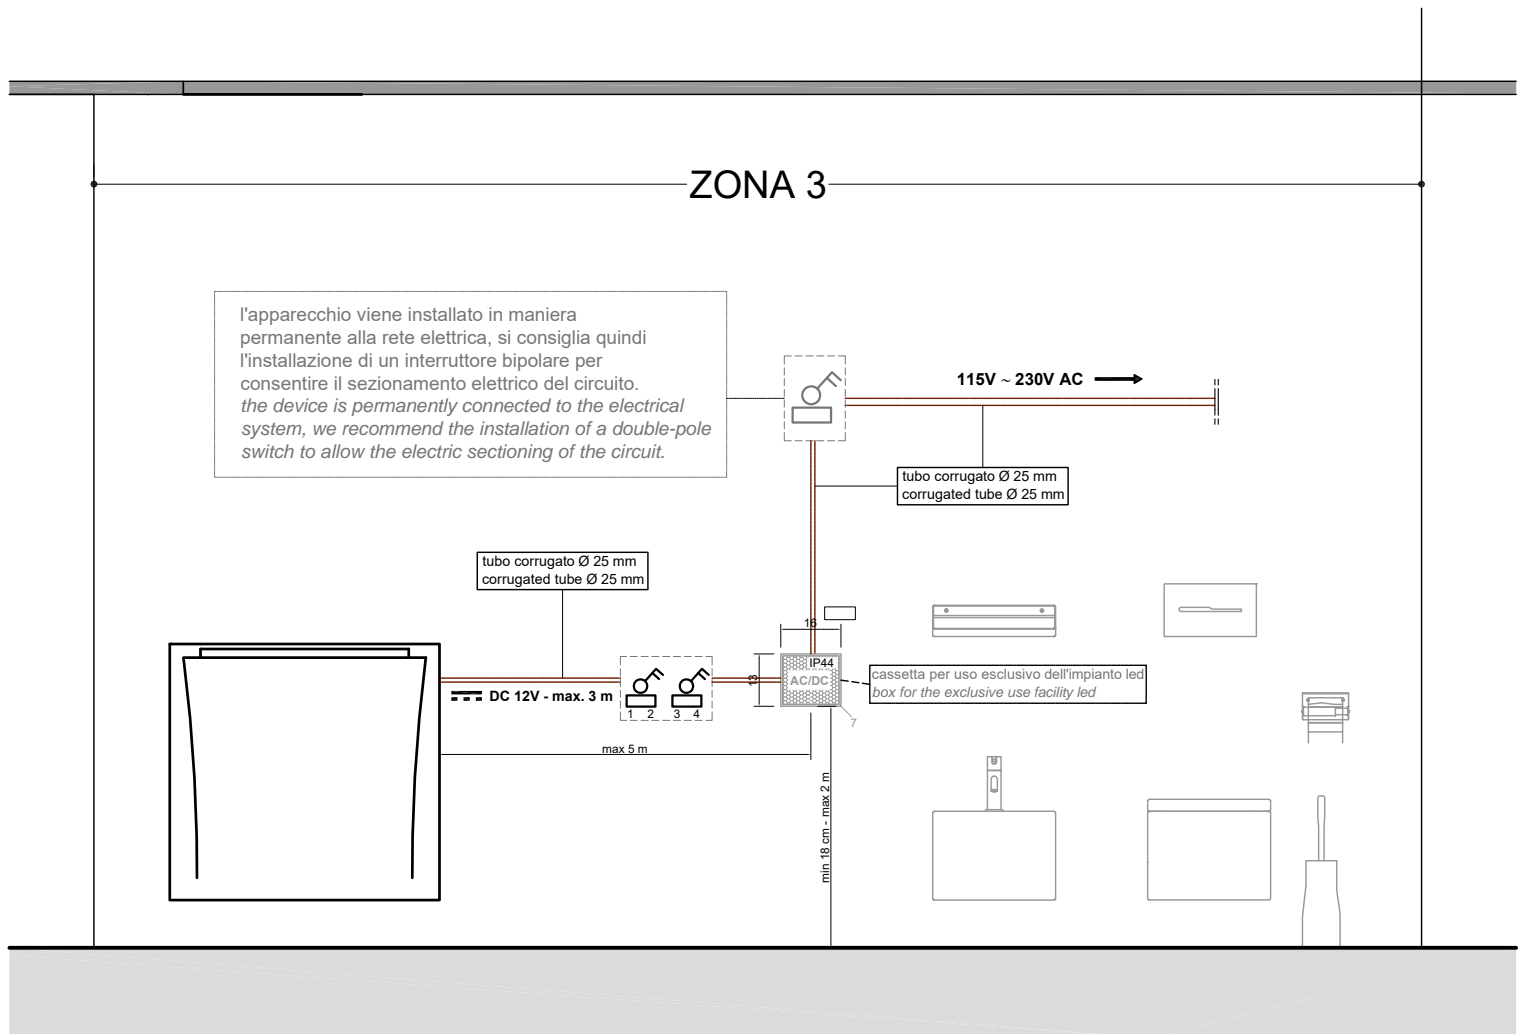 ZONA 3
l'apparecchio viene installato in maniera
permanente alla rete elettrica, si consiglia quindi
l'installazione di un interruttore bipolare per
consentire il sezionamento elettrico del circuito.
the device is permanently connected to the electrical
system, we recommend the installation of a double-pole
switch to allow the electric sectioning of the circuit.
115V ~ 230V AC
tubo corrugato Ø 25 mm
corrugated tube Ø 25 mm
tubo corrugato Ø 25 mm
corrugated tube Ø 25 mm
16
IP44
AC/DC
13
cassetta per uso esclusivo dell'impianto led
box for the exclusive use facility led
DC 12V - max. 3 m
1 2 3 4
7
max 5 m
min 18 cm - max 2 m